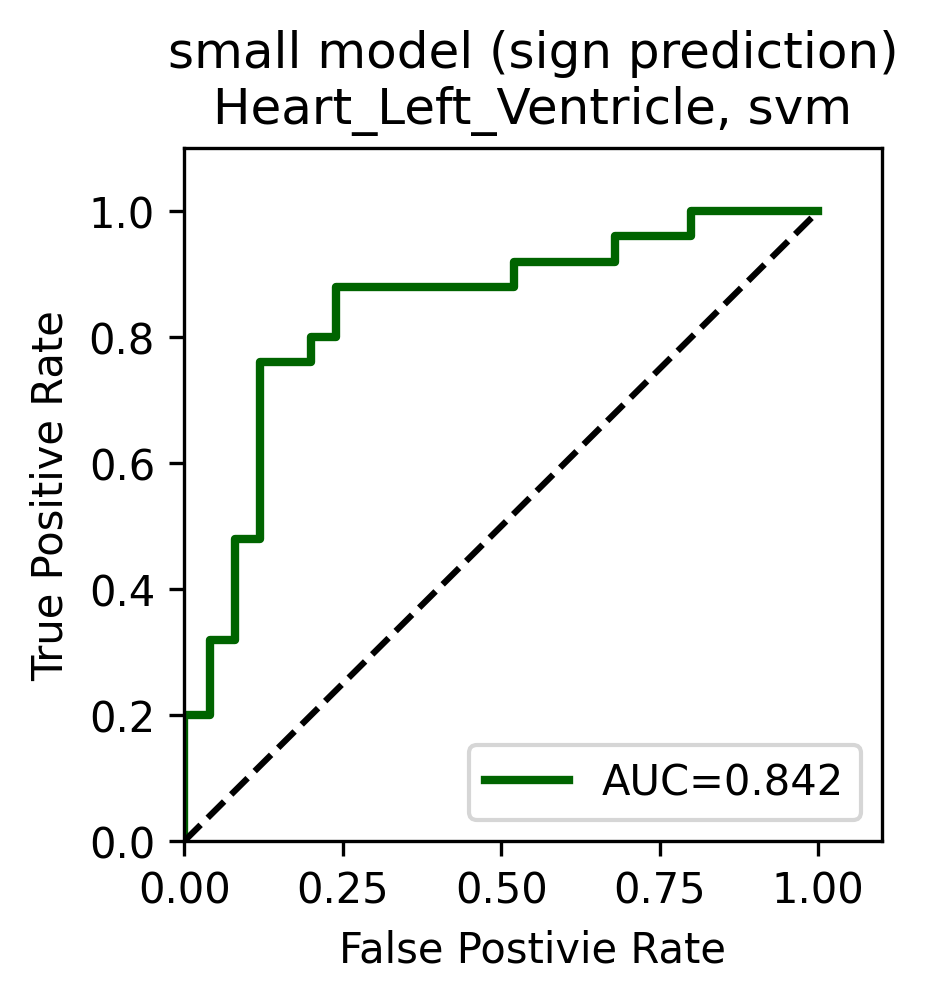 small model (sign prediction)
Heart_Left_Ventricle, svm
1.0
0.8
0.6
0.4
0.2
0.0
True Positive Rate
AUC=0.842
0.00 0.25 0.50 0.75 1.00
False Postivie Rate